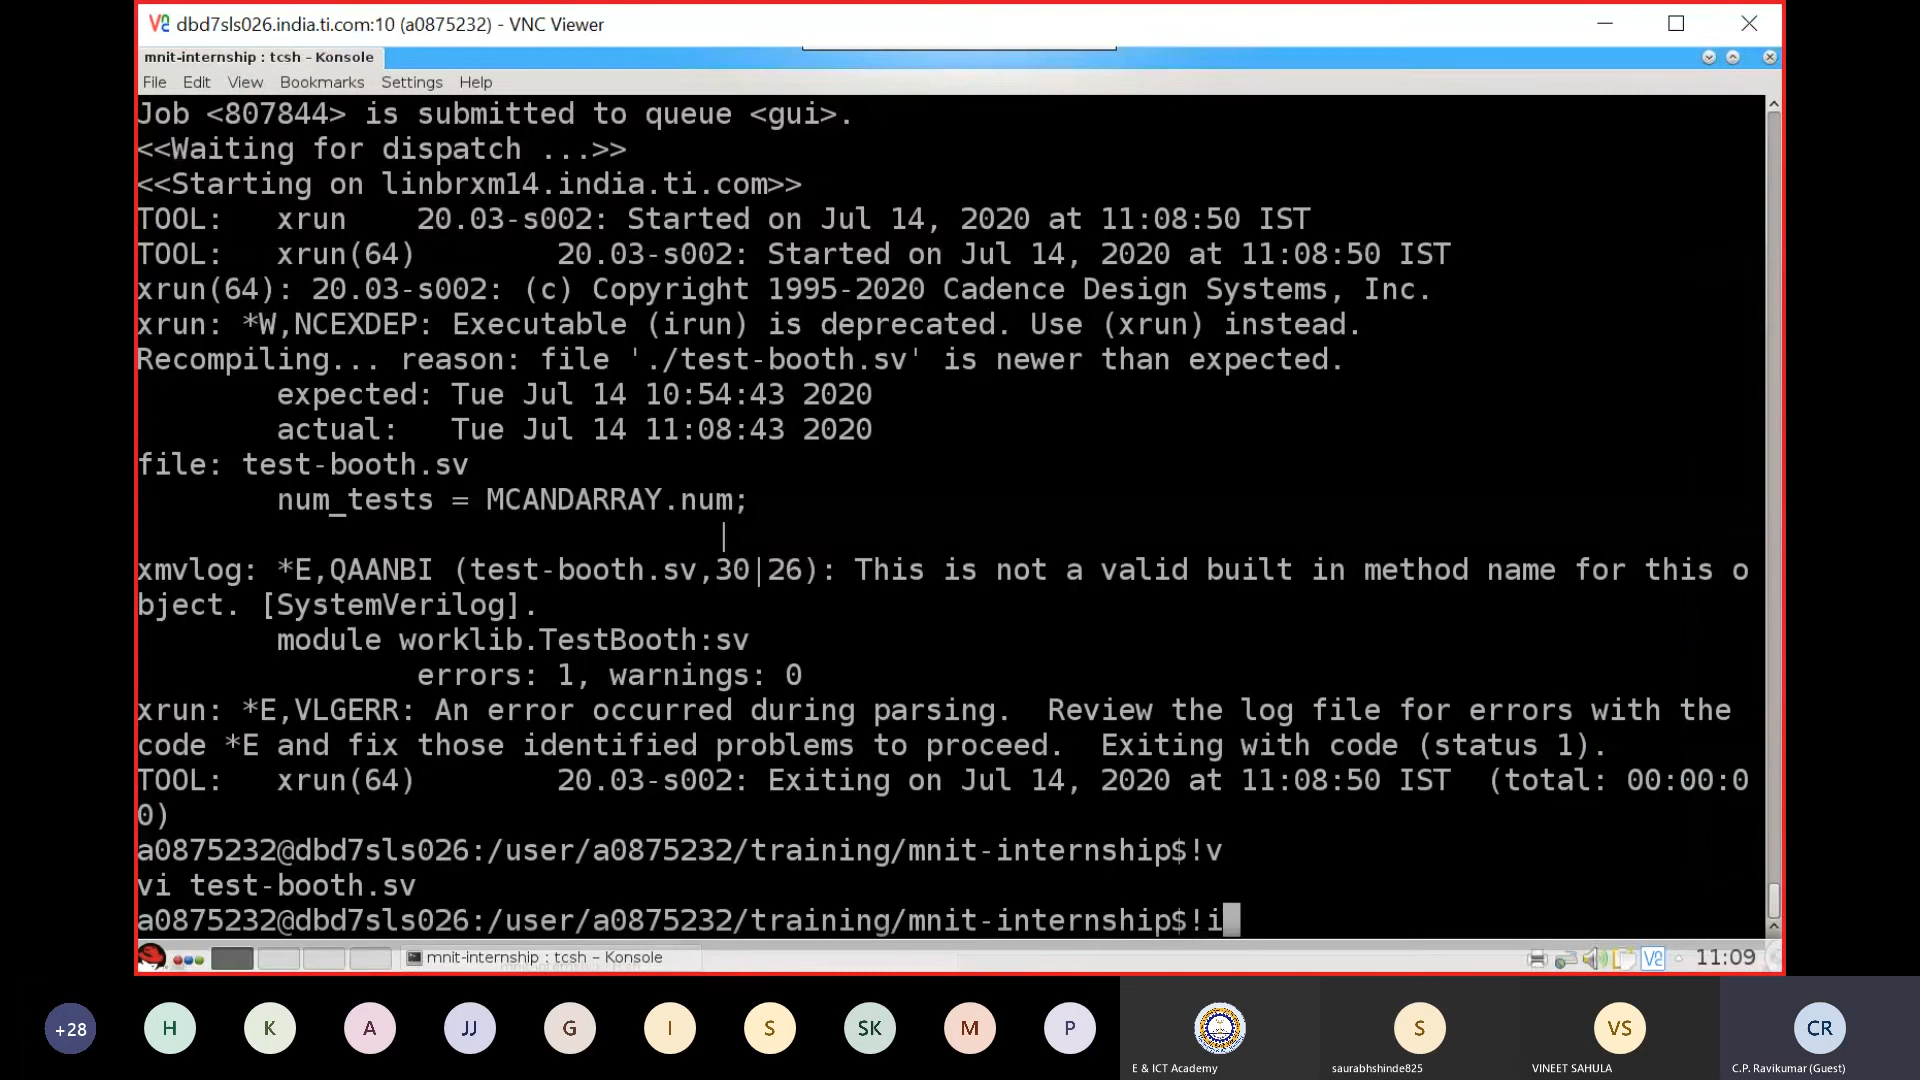 dbd7sls026.india.ti.com:10 (a0875232) - VNC Viewer
mnit-internship : tcsh - Konsole
File Edit View Bookmarks Settings Help
Job <807844> is submitted to queue <gui>.
<<Waiting for dispatch ...>>
<<Starting on linbrxm14.india.ti.com>>
TOOL:   xrun    20.03-s002: Started on Jul 14, 2020 at 11:08:50 IST
TOOL:   xrun(64)        20.03-s002: Started on Jul 14, 2020 at 11:08:50 IST
xrun(64): 20.03-s002: (c) Copyright 1995-2020 Cadence Design Systems, Inc.
xrun: *W,NCEXDEP: Executable (irun) is deprecated. Use (xrun) instead.
Recompiling... reason: file './test-booth.sv' is newer than expected.
        expected: Tue Jul 14 10:54:43 2020
        actual:   Tue Jul 14 11:08:43 2020
file: test-booth.sv
        num_tests = MCANDARRAY.num;
                                 |
xmvlog: *E,QAANBI (test-booth.sv,30|26): This is not a valid built in method name for this o
bject. [SystemVerilog].
        module worklib.TestBooth:sv
                errors: 1, warnings: 0
xrun: *E,VLGERR: An error occurred during parsing.  Review the log file for errors with the
code *E and fix those identified problems to proceed.  Exiting with code (status 1).
TOOL:   xrun(64)        20.03-s002: Exiting on Jul 14, 2020 at 11:08:50 IST  (total: 00:00:0
0)
a0875232@dbd7sls026:/user/a0875232/training/mnit-internship$!v
vi test-booth.sv
a0875232@dbd7sls026:/user/a0875232/training/mnit-internship$!i
mnit-internship : tcsh - Konsole
11:09
+28 H K A JJ G I S SK M P S VS CR
E & ICT Academy saurabhshinde825 VINEET SAHULA C.P. Ravikumar (Guest)